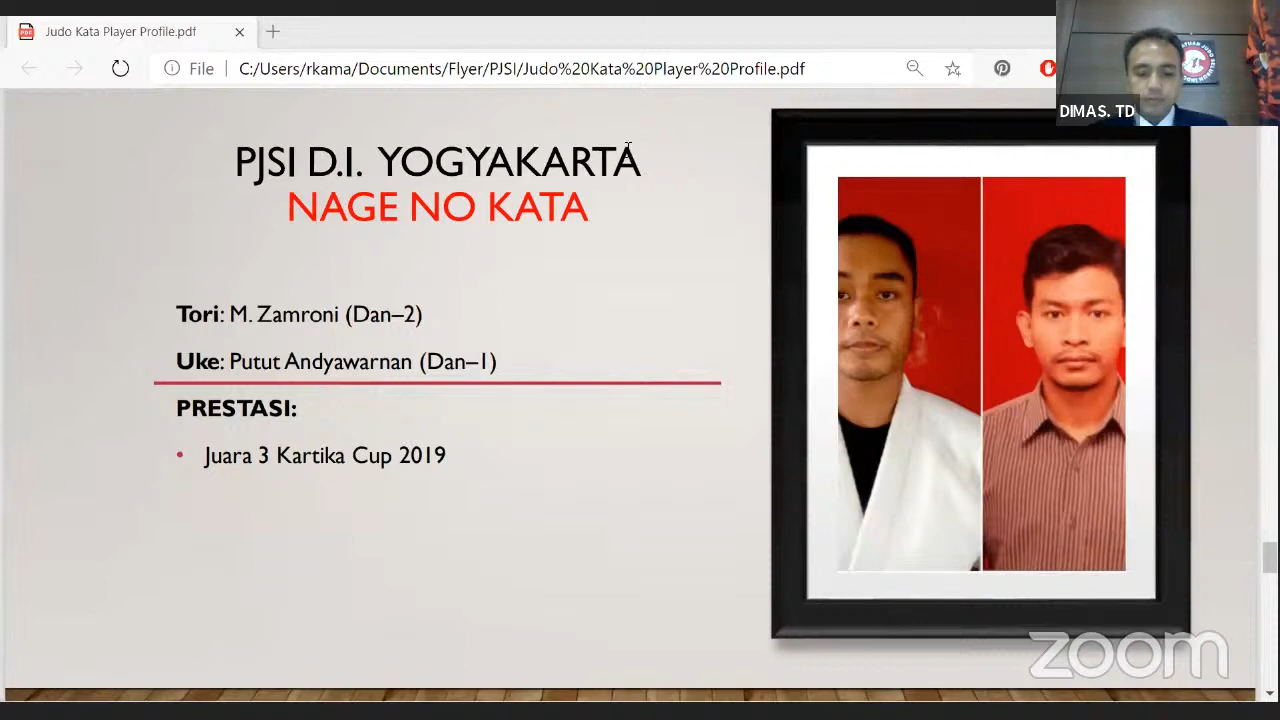 Judo Kata Player Profile.pdf
File
C:/Users/rkama/Documents/Flyer/PJSI/Judo%20Kata%20Player%20Profile.pdf
DIMAS. TD
PJSI D.I. YOGYAKARTA
NAGE NO KATA
Tori: M. Zamroni (Dan–2)
Uke: Putut Andyawarnan (Dan–1)
PRESTASI:
• Juara 3 Kartika Cup 2019
zoom